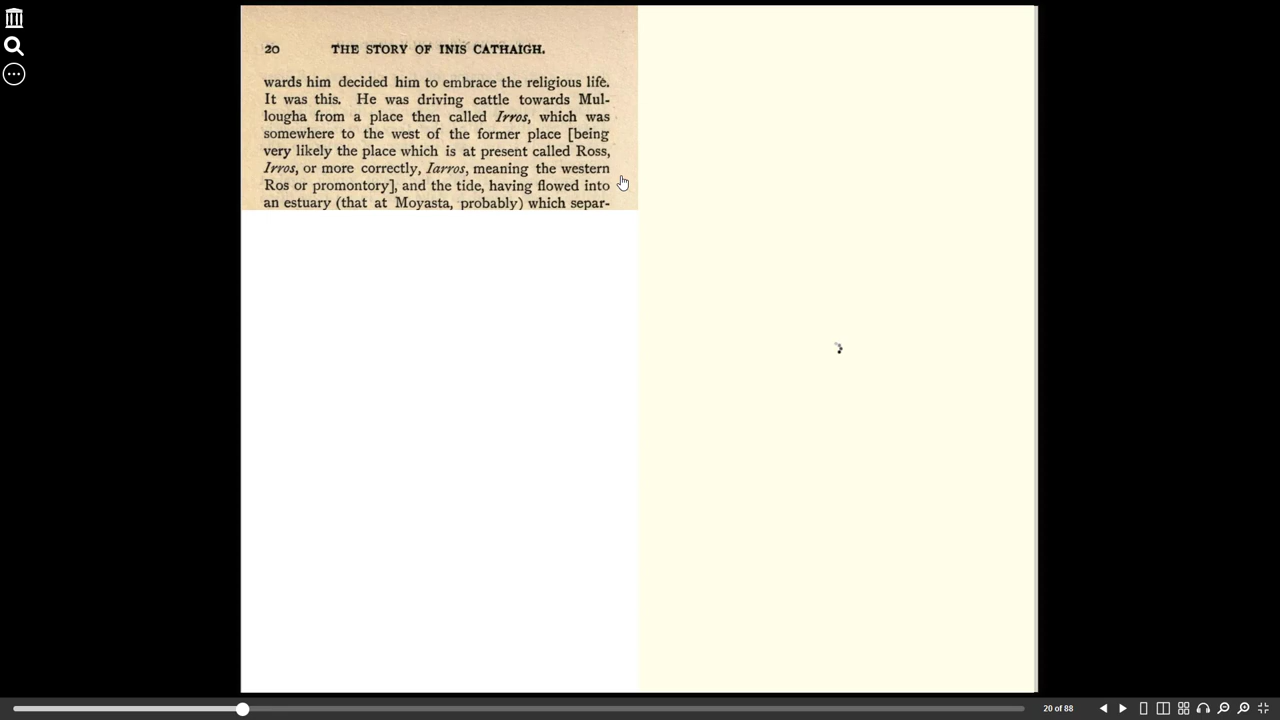 20 THE STORY OF INIS CATHAIGH.
wards him decided him to embrace the religious life.
It was this. He was driving cattle towards Mul-
lougha from a place then called Irros, which was
somewhere to the west of the former place [being
very likely the place which is at present called Ross,
Irros, or more correctly, Iarros, meaning the western
Ros or promontory], and the tide, having flowed into
an estuary (that at Moyasta, probably) which separ-
20 of 88